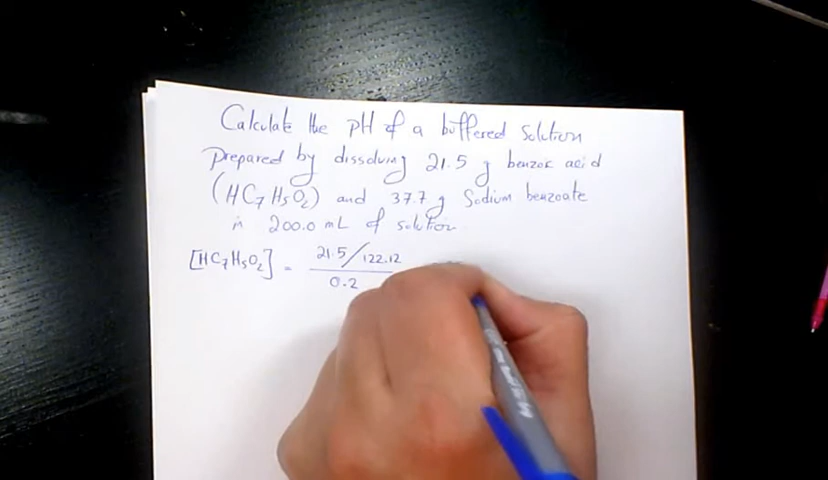 Calculate the pH of a buffered solution
prepared by dissolving 21.5 g benzoic acid
(HC7H5O2) and 37.7 g Sodium benzoate
in 200.0 mL of solution.
[HC7H5O2] = 21.5/122.12
0.2